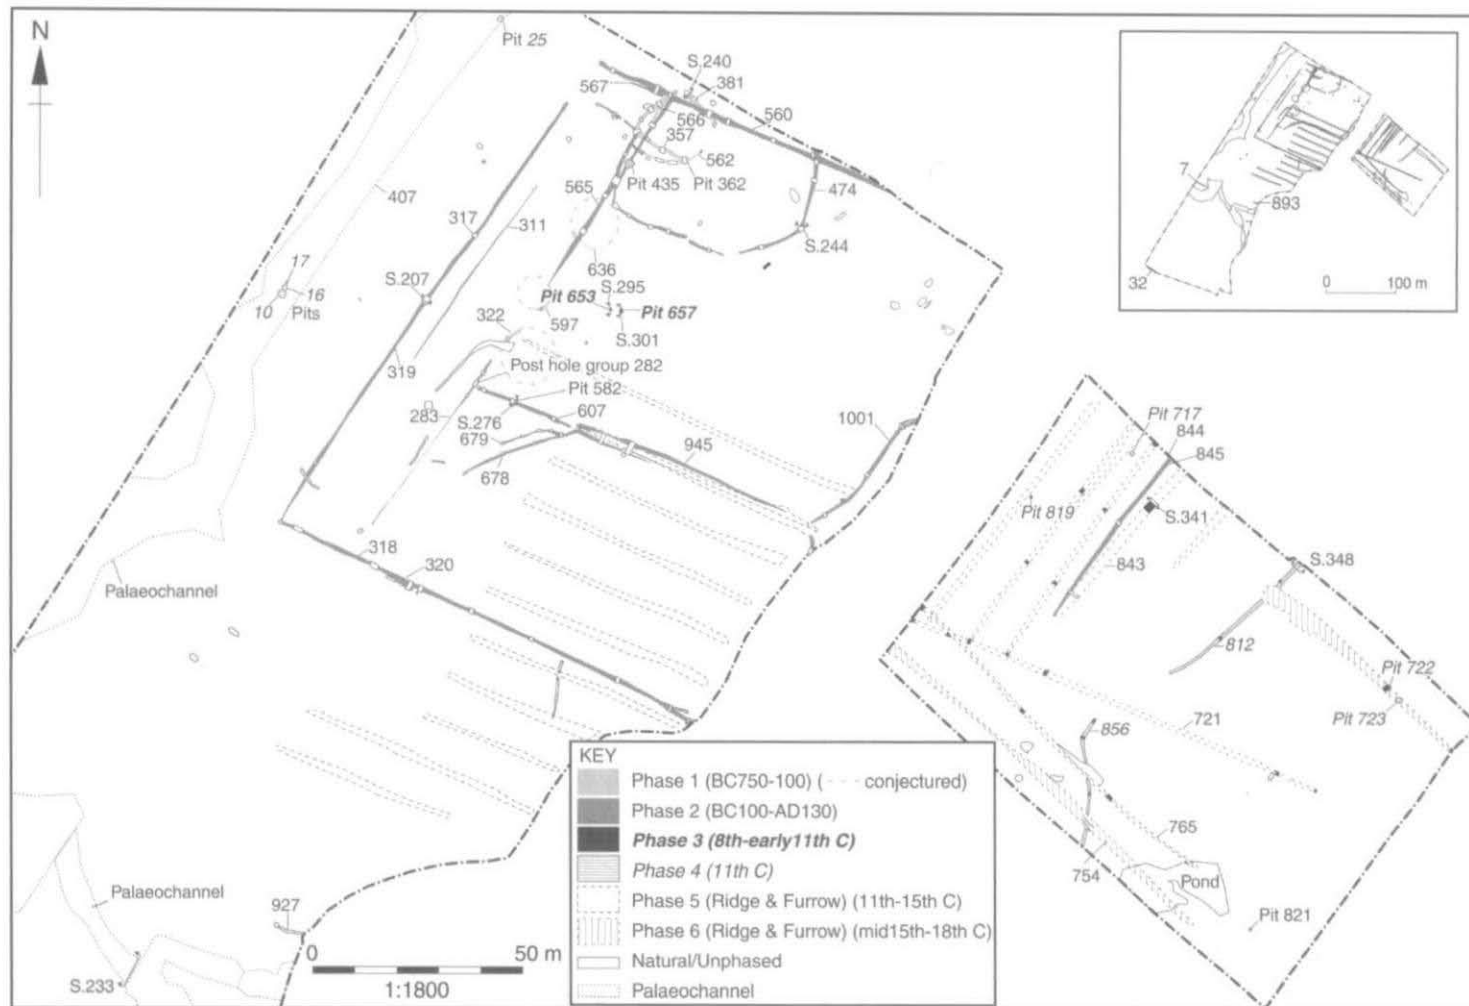 N
Pit 25
S.240
381
567
560
566
357
562
Pit 435
Pit 362
565
474
407
311
317
S.244
17
636
S.207
S.295
Pit 653
Pit 657
16
10
Pits
322
597
S.301
Post hole group 282
319
Pit 582
283
S.276
607
679
945
1001
678
318
320
Palaeochannel
Palaeochannel
927
S.233
0 50 m
1:1800
7
893
32
0 100 m
Pit 717
844
845
Pit 819
S.341
843
S.348
812
Pit 722
Pit 723
721
856
765
754
Pond
Pit 821
KEY
Phase 1 (BC750-100) ( - - - conjectured)
Phase 2 (BC100-AD130)
Phase 3 (8th-early11th C)
Phase 4 (11th C)
Phase 5 (Ridge & Furrow) (11th-15th C)
Phase 6 (Ridge & Furrow) (mid15th-18th C)
Natural/Unphased
Palaeochannel